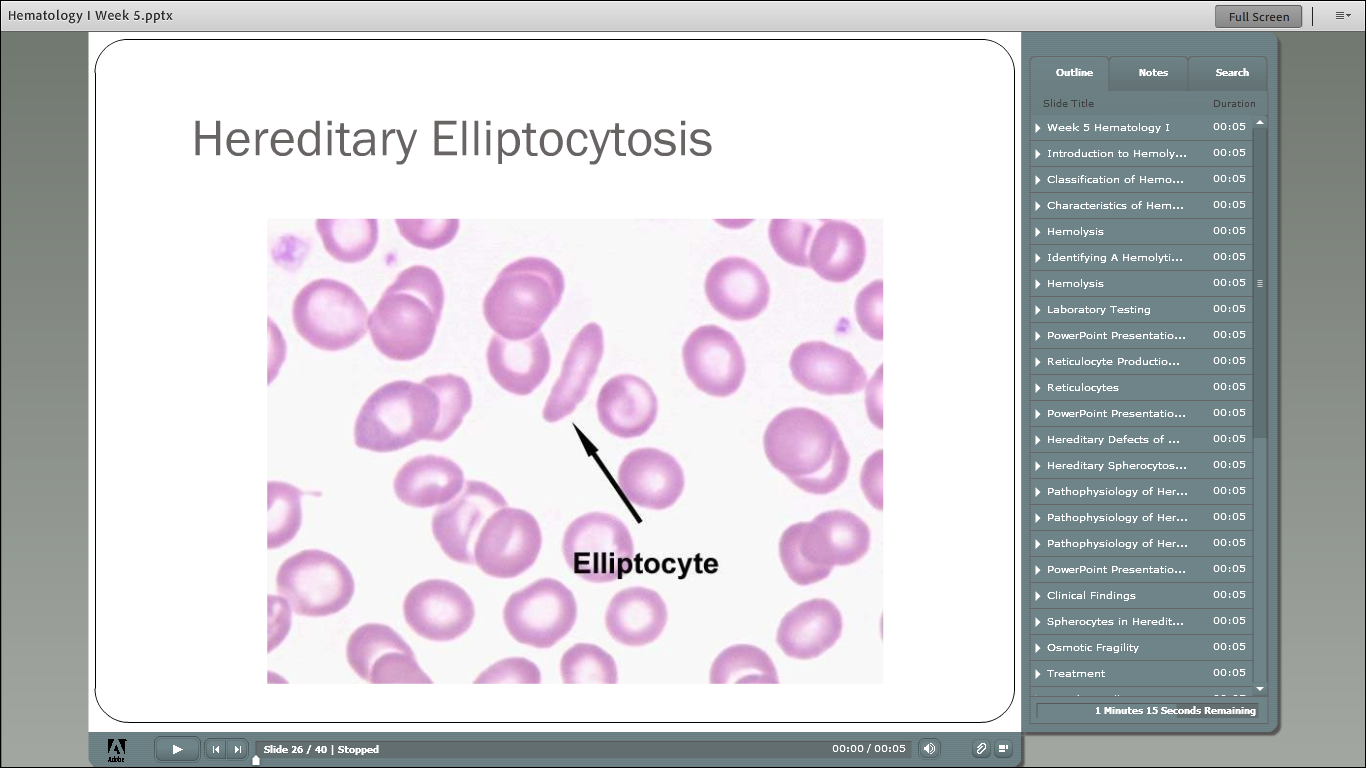 Hematology I Week 5.pptx
Full Screen
Hereditary Elliptocytosis
Elliptocyte
Outline
Notes
Search
Slide Title Duration
Week 5 Hematology I 00:05
Introduction to Hemoly... 00:05
Classification of Hemo... 00:05
Characteristics of Hem... 00:05
Hemolysis 00:05
Identifying A Hemolyti... 00:05
Hemolysis 00:05
Laboratory Testing 00:05
PowerPoint Presentatio... 00:05
Reticulocyte Productio... 00:05
Reticulocytes 00:05
PowerPoint Presentatio... 00:05
Hereditary Defects of ... 00:05
Hereditary Spherocytos... 00:05
Pathophysiology of Her... 00:05
Pathophysiology of Her... 00:05
Pathophysiology of Her... 00:05
PowerPoint Presentatio... 00:05
Clinical Findings 00:05
Spherocytes in Heredit... 00:05
Osmotic Fragility 00:05
Treatment 00:05
1 Minutes 15 Seconds Remaining
Adobe
Slide 26 / 40 | Stopped
00:00 / 00:05